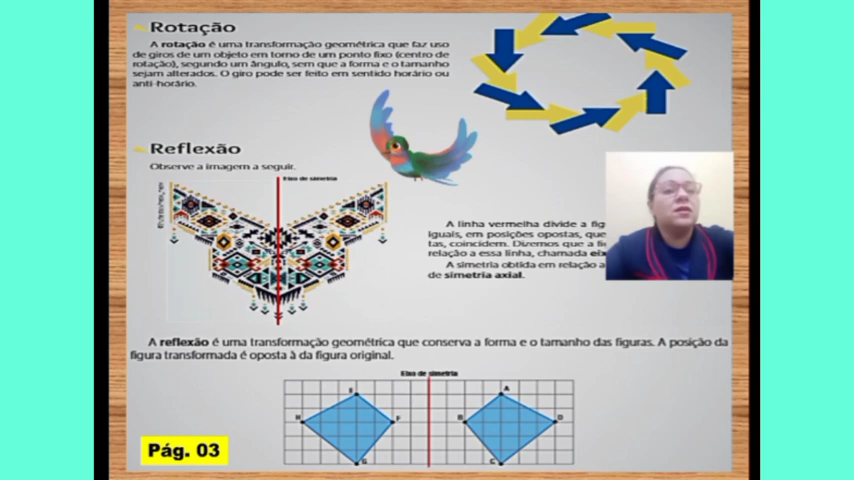 Rotação
A rotação é uma transformação geométrica que faz uso
de giros de um objeto em torno de um ponto fixo (centro de
rotação), segundo um ângulo, sem que a forma e o tamanho
sejam alterados. O giro pode ser feito em sentido horário ou
anti-horário.
Reflexão
Observe a imagem a seguir.
Eixo de simetria
A linha vermelha divide a fig
iguais, em posições opostas, que
tas, coincidem. Dizemos que a fi
relação a essa linha, chamada eix
A simetria obtida em relação a
de simetria axial.
A reflexão é uma transformação geométrica que conserva a forma e o tamanho das figuras. A posição da
figura transformada é oposta à da figura original.
Eixo de simetria
E A
H F B D
G C
Pág. 03